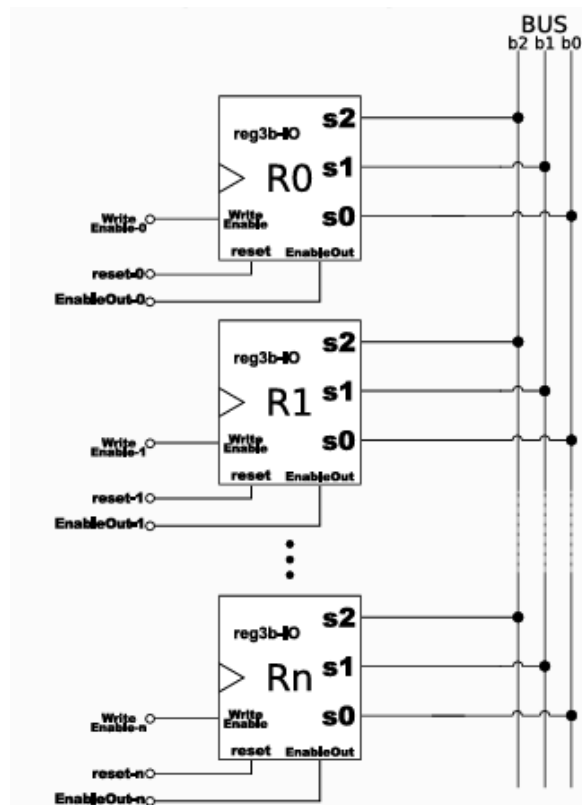 BUS
b2 b1 b0
s2
reg3b-IO
R0
s1
s0
Write
Enable-0
Write
Enable
reset
EnableOut
reset-0
EnableOut-0
s2
reg3b-IO
R1
s1
s0
Write
Enable-1
Write
Enable
reset
EnableOut
reset-1
EnableOut-1
s2
reg3b-IO
Rn
s1
s0
Write
Enable-n
Write
Enable
reset
EnableOut
reset-n
EnableOut-n